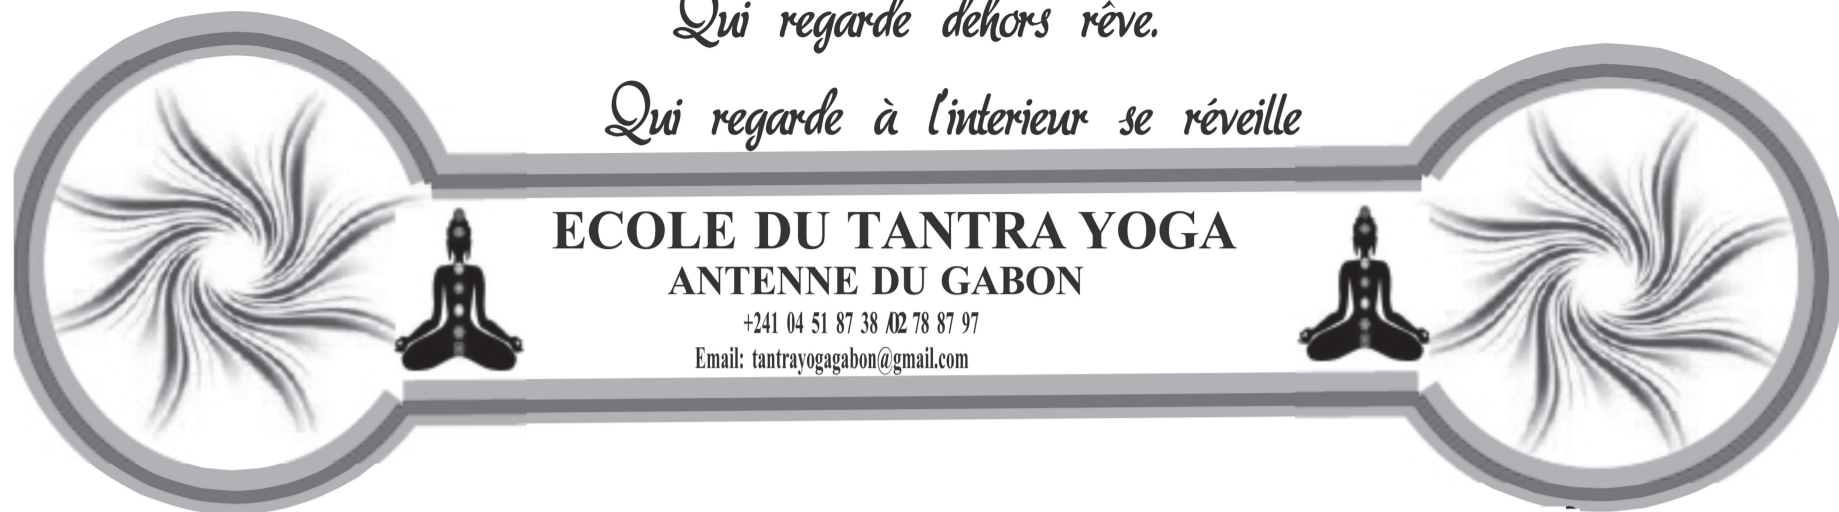 Qui regarde dehors rêve.
Qui regarde à l'interieur se réveille
ECOLE DU TANTRA YOGA
ANTENNE DU GABON
+241 04 51 87 38 /02 78 87 97
Email: tantrayogagabon@gmail.com